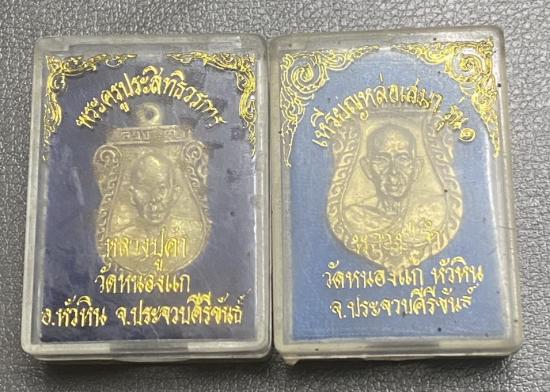 พระครูประสิทธิวรการ
หลวงปู่คำ
วัดหนองแก
อ.หัวหิน จ.ประจวบคีรีขันธ์
เหรียญหล่อเสมา รุ่น๑
หลวงปู่
วัดหนองแก หัวหิน
จ.ประจวบคีรีขันธ์